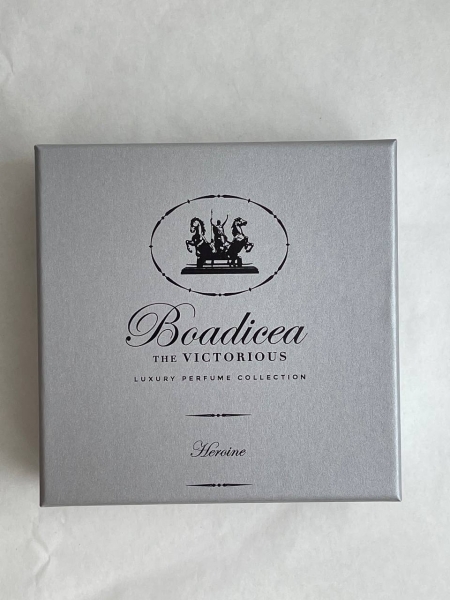 Boadicea
THE VICTORIOUS
LUXURY PERFUME COLLECTION
Heroine